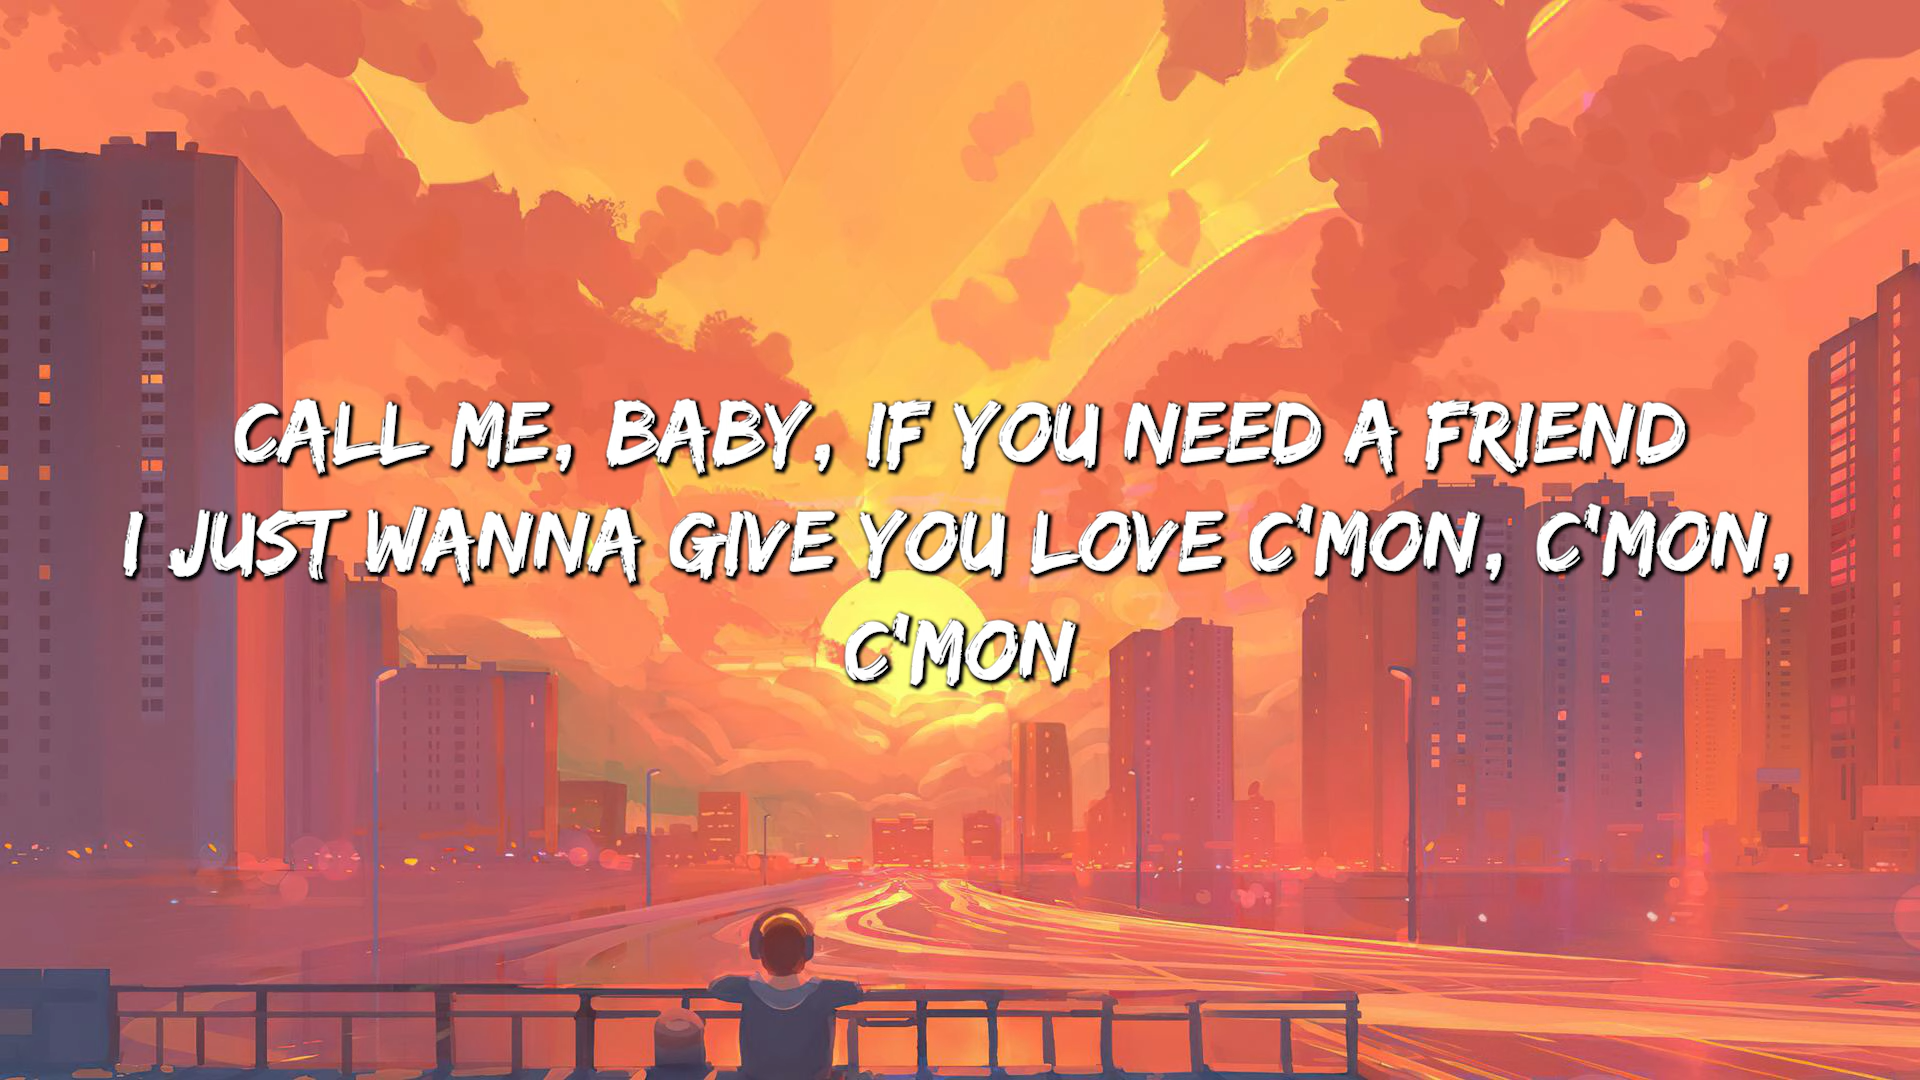 CALL ME, BABY, IF YOU NEED A FRIEND
I JUST WANNA GIVE YOU LOVE C'MON, C'MON,
C'MON